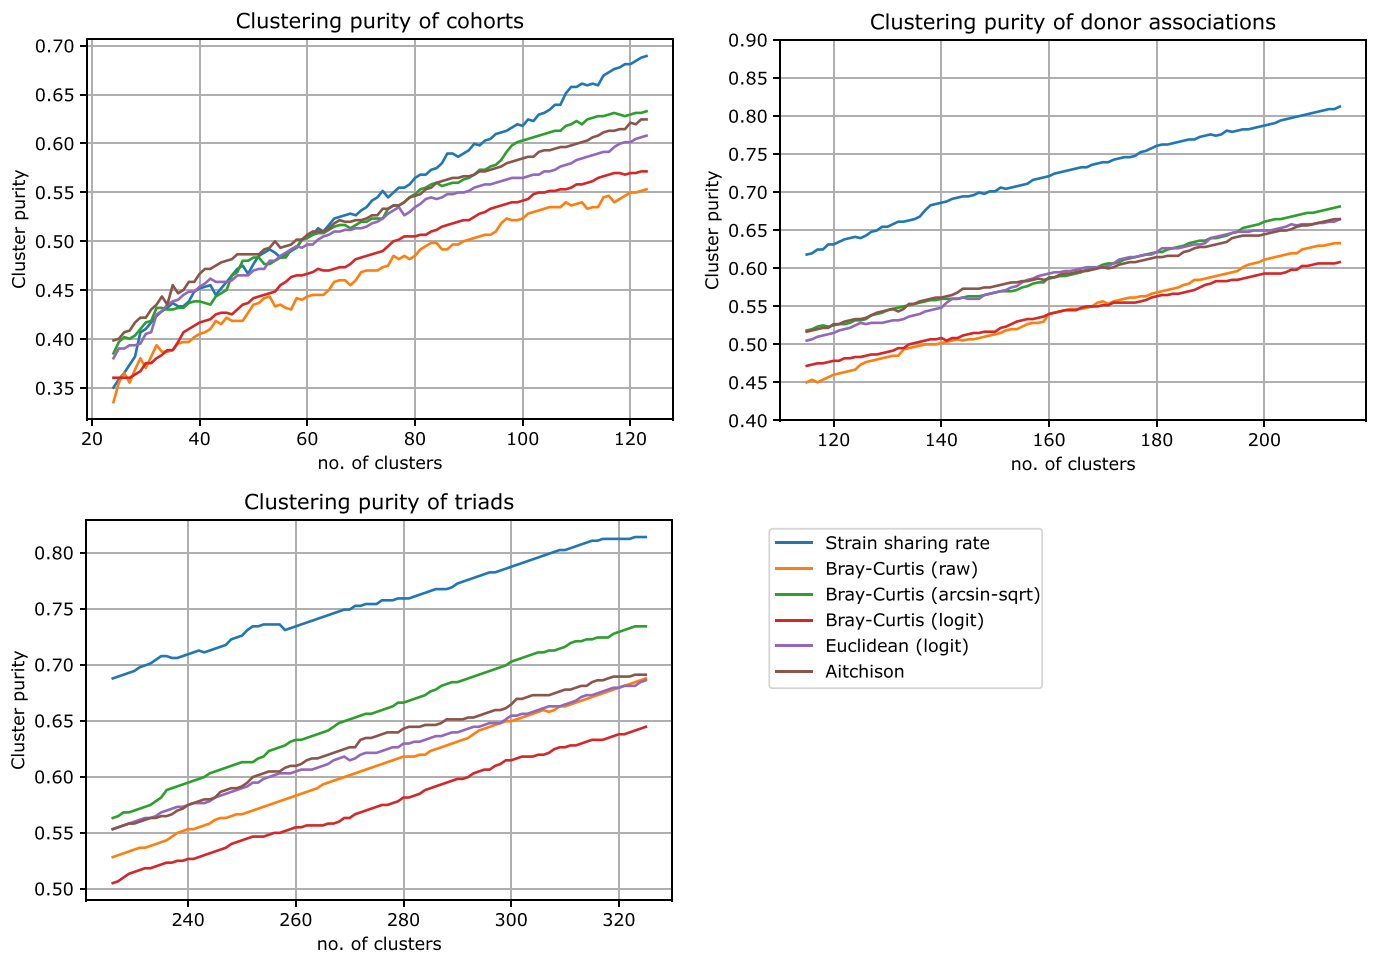 Clustering purity of cohorts
0.70
0.65
0.60
0.55
0.50
0.45
0.40
0.35
Cluster purity
20 40 60 80 100 120
no. of clusters
Clustering purity of donor associations
0.90
0.85
0.80
0.75
0.70
0.65
0.60
0.55
0.50
0.45
0.40
Cluster purity
120 140 160 180 200
no. of clusters
Clustering purity of triads
0.80
0.75
0.70
0.65
0.60
0.55
0.50
Cluster purity
240 260 280 300 320
no. of clusters
Strain sharing rate
Bray-Curtis (raw)
Bray-Curtis (arcsin-sqrt)
Bray-Curtis (logit)
Euclidean (logit)
Aitchison